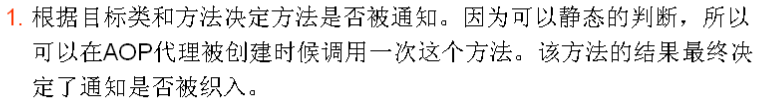 1. 根据目标类和方法决定方法是否被通知。因为可以静态的判断，所以
可以在AOP代理被创建时候调用一次这个方法。该方法的结果最终决
定了通知是否被织入。